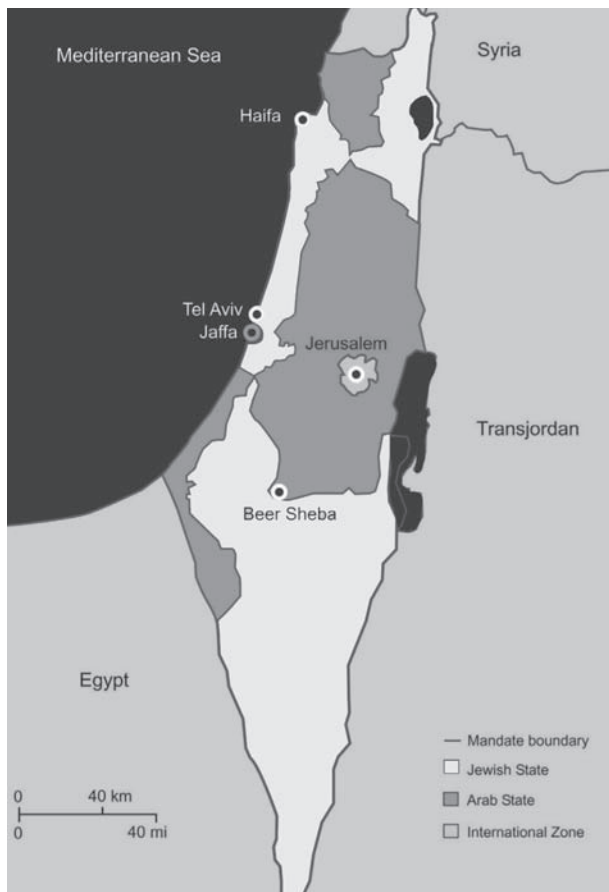 Mediterranean Sea
Syria
Haifa
Tel Aviv
Jaffa
Jerusalem
Transjordan
Beer Sheba
Egypt
Mandate boundary
Jewish State
Arab State
International Zone
0 40 km
0 40 mi